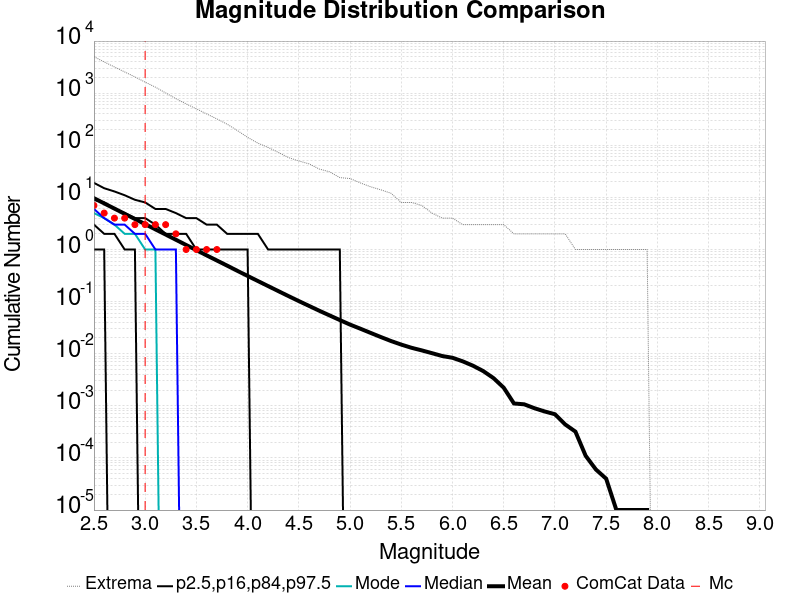 Magnitude Distribution Comparison
10^4
10^3
10^2
10^1
10^0
10^-1
10^-2
10^-3
10^-4
10^-5
Cumulative Number
2.5 3.0 3.5 4.0 4.5 5.0 5.5 6.0 6.5 7.0 7.5 8.0 8.5 9.0
Magnitude
Extrema p2.5,p16,p84,p97.5 Mode Median Mean ComCat Data Mc